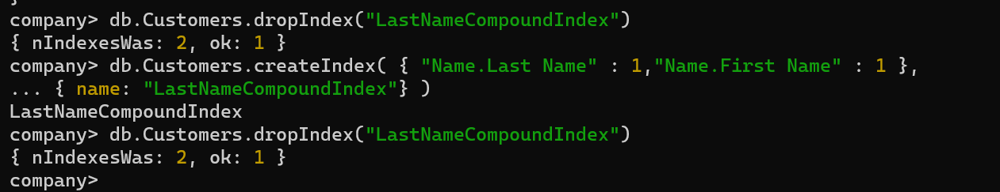 company> db.Customers.dropIndex("LastNameCompoundIndex")
{ nIndexesWas: 2, ok: 1 }
company> db.Customers.createIndex( { "Name.Last Name" : 1,"Name.First Name" : 1 },
... { name: "LastNameCompoundIndex"} )
LastNameCompoundIndex
company> db.Customers.dropIndex("LastNameCompoundIndex")
{ nIndexesWas: 2, ok: 1 }
company>